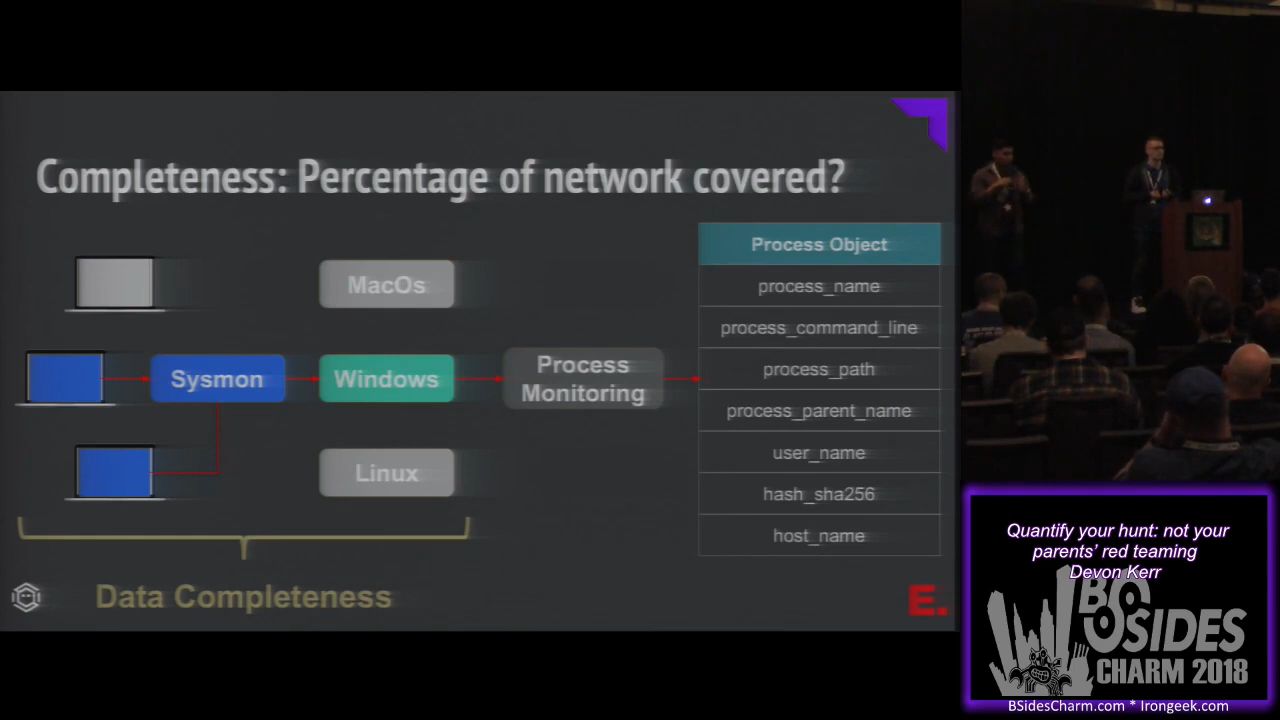 Completeness: Percentage of network covered?
MacOs
Sysmon
Windows
Process
Monitoring
Linux
Data Completeness
Process Object
process_name
process_command_line
process_path
process_parent_name
user_name
hash_sha256
host_name
E.
Quantify your hunt: not your
parents' red teaming
Devon Kerr
BSIDES
CHARM 2018
BSidesCharm.com * Irongeek.com